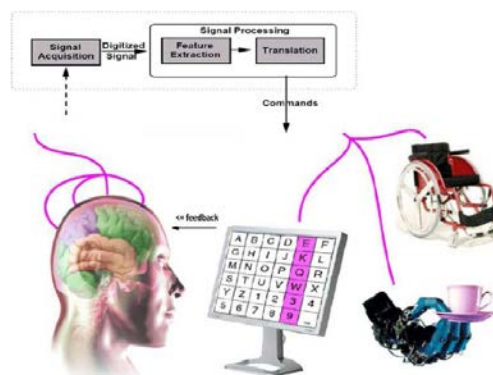 Signal Processing
Signal Acquisition
Digitized Signal
Feature Extraction
Translation
Commands
<= feedback
A B C D E F
G H I J K L
M N O P Q R
S T U V W X
Y Z 1 2 3 4
5 6 7 8 9